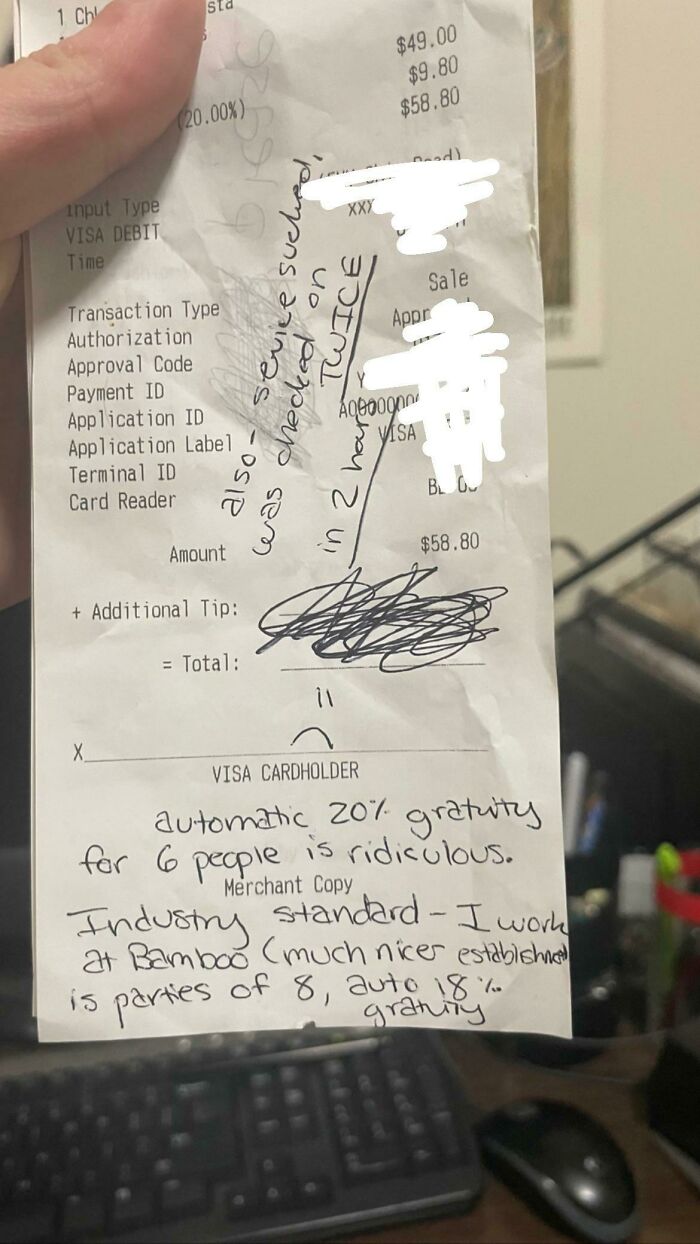 1
$49.00
$9.80
(20.00%) $58.80
Input Type
VISA DEBIT
Time
Transaction Type Sale
Authorization
Approval Code
Payment ID
Application ID
Application Label VISA
Terminal ID
Card Reader
Amount $58.80
also- service sucked,
was checked on
TWICE
in 2 hours
+ Additional Tip:
= Total:
X
VISA CARDHOLDER
automatic 20% gratuity
for 6 people is ridiculous.
Merchant Copy
Industry standard - I work
at Bamboo (much nicer
is parties of 8, auto 18%
gratuity